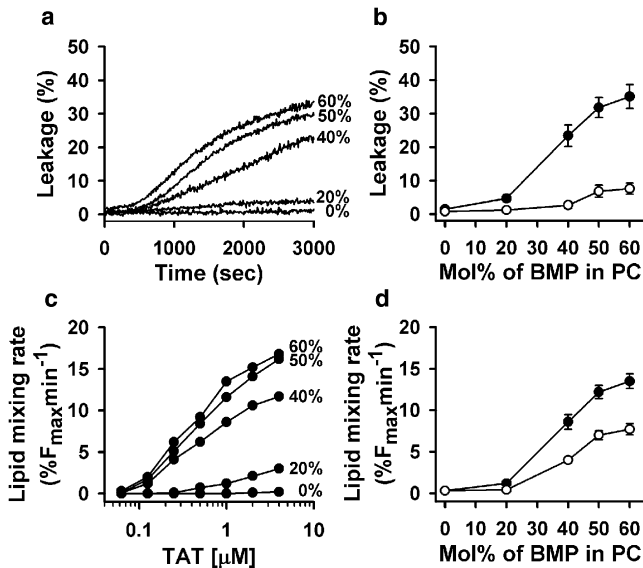 a
50
40
30
20
10
0
Leakage (%)
60%
50%
40%
20%
0%
0 1000 2000 3000
Time (sec)
b
50
40
30
20
10
0
Leakage (%)
0 10 20 30 40 50 60
Mol% of BMP in PC
c
20
15
10
5
0
Lipid mixing rate
(%Fmaxmin-1)
60%
50%
40%
20%
0%
0.1 1 10
TAT [μM]
d
20
15
10
5
0
Lipid mixing rate
(%Fmaxmin-1)
0 10 20 30 40 50 60
Mol% of BMP in PC